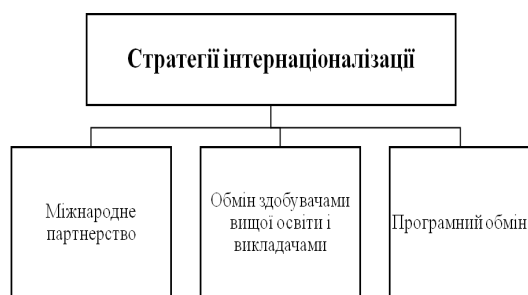 Стратегії інтернаціоналізації
Міжнародне
партнерство
Обмін здобувачами
вищої освіти і
викладачами
Програмний обмін